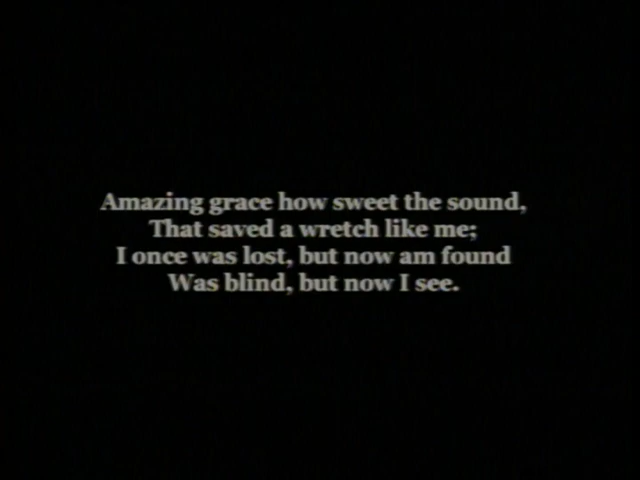 Amazing grace how sweet the sound,
That saved a wretch like me;
I once was lost, but now am found
Was blind, but now I see.